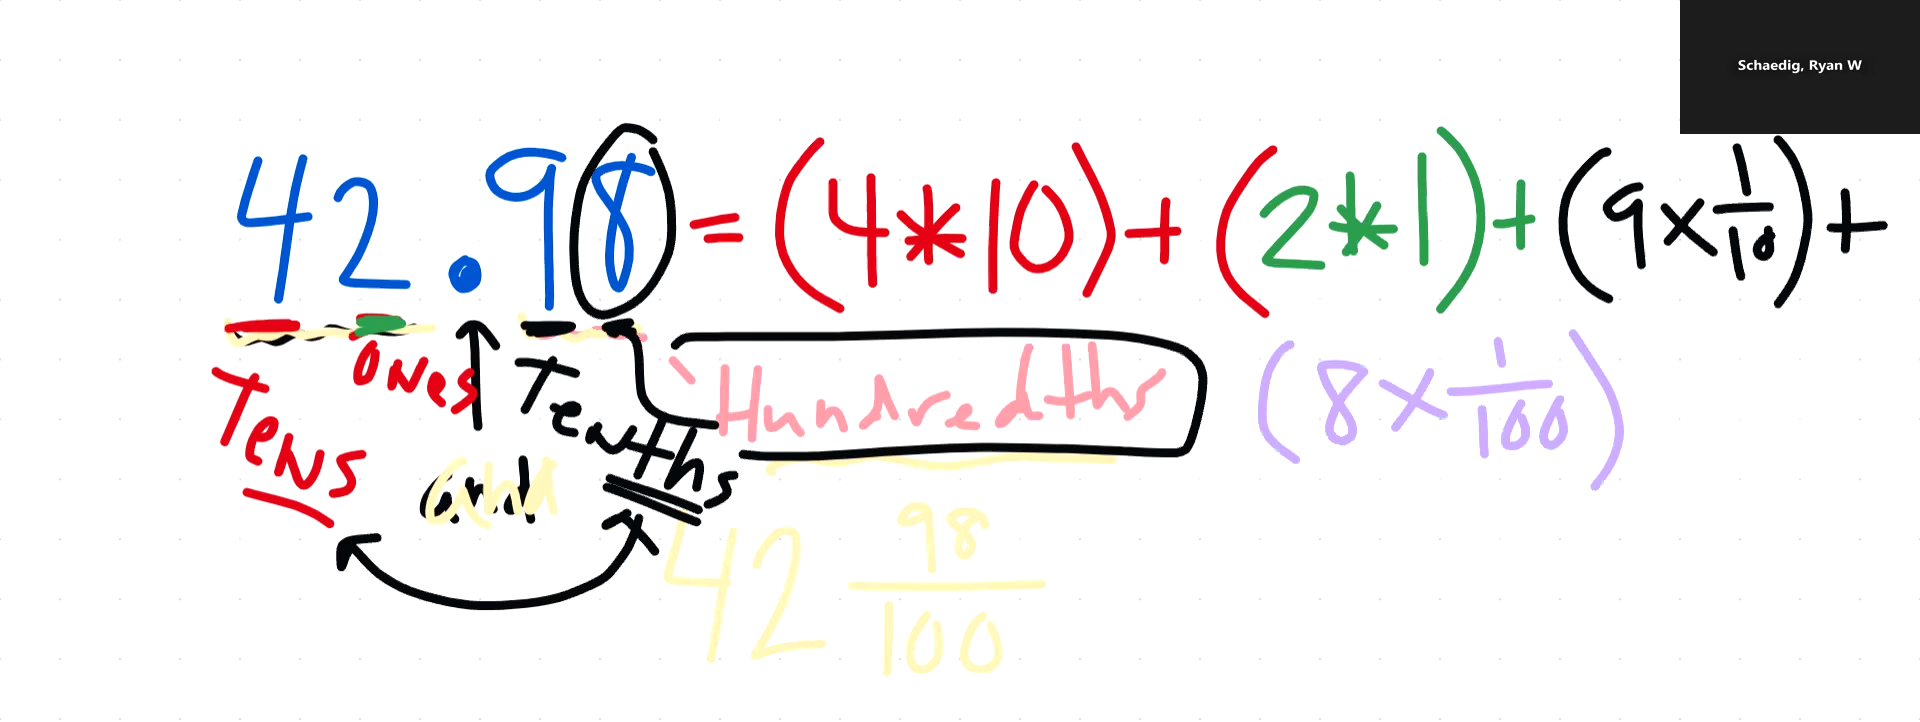 Schaedig, Ryan W
42.98 = (4*10) + (2*1) + (9×1/10) +
(8×1/100)
ones
Tens
Tenths
Hundredths
and
42 98/100